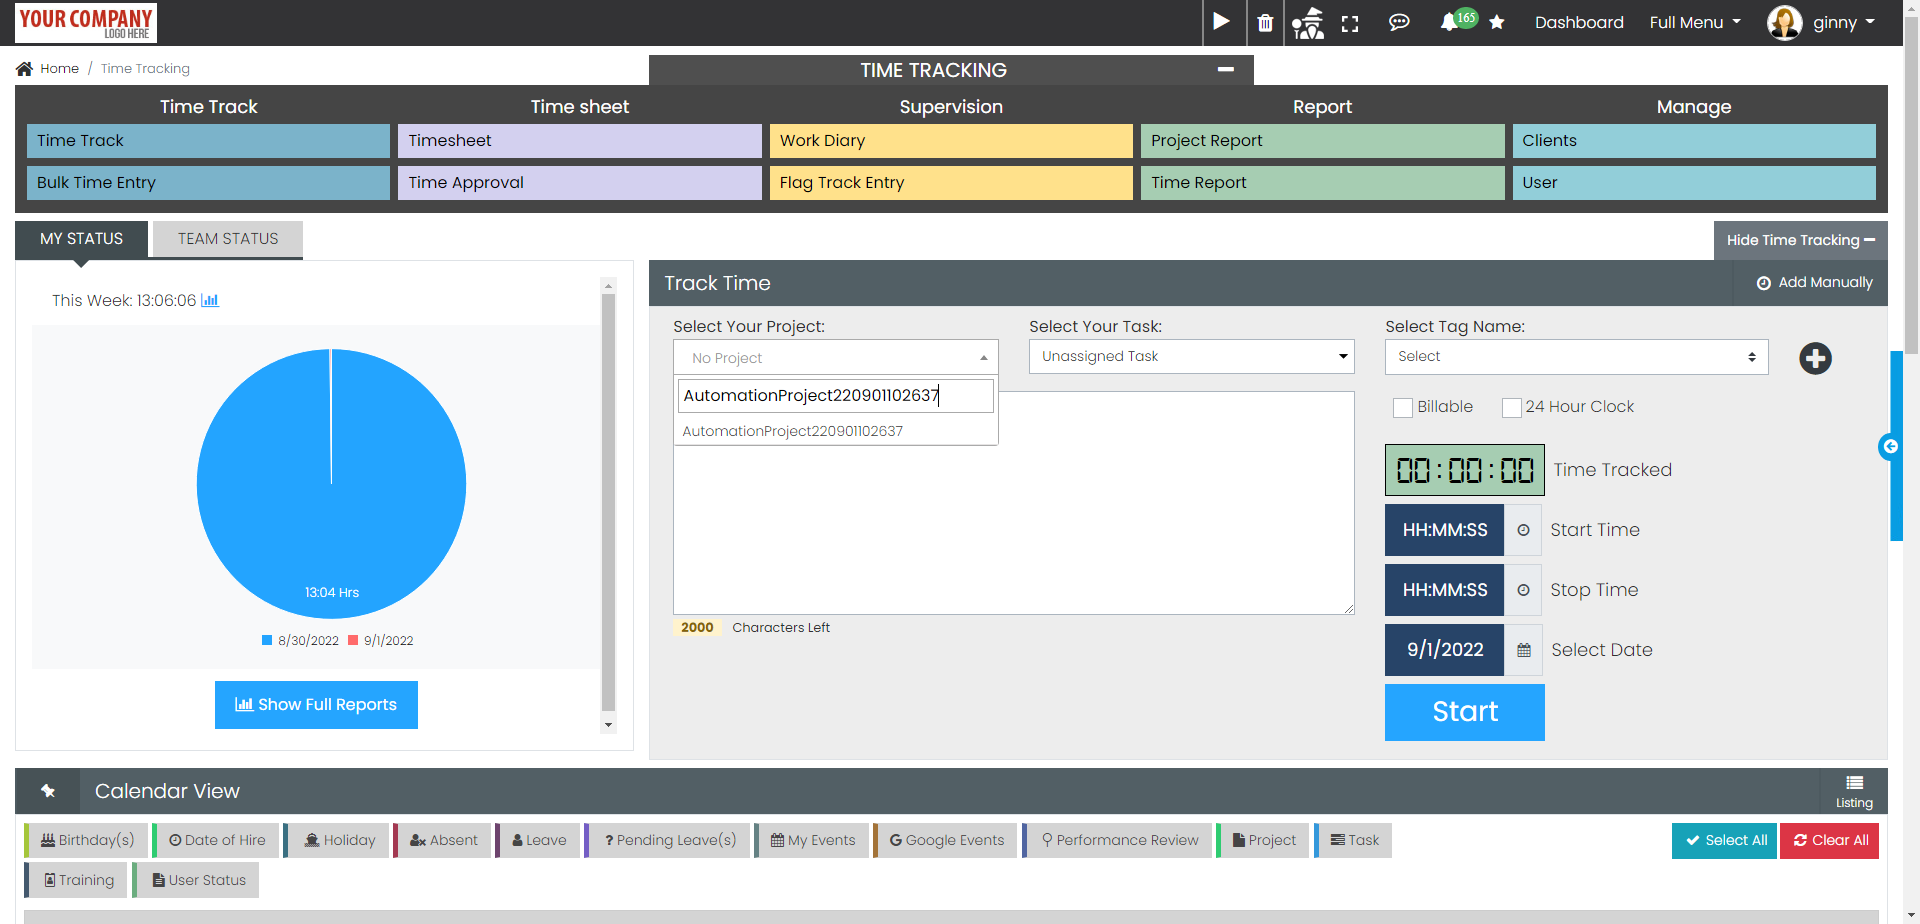 YOUR COMPANY
LOGO HERE
165
Dashboard
Full Menu
ginny
Home / Time Tracking
TIME TRACKING
Time Track
Time sheet
Supervision
Report
Manage
Time Track
Timesheet
Work Diary
Project Report
Clients
Bulk Time Entry
Time Approval
Flag Track Entry
Time Report
User
MY STATUS
TEAM STATUS
Hide Time Tracking
This Week: 13:06:06
13:04 Hrs
8/30/2022
9/1/2022
Show Full Reports
Track Time
Add Manually
Select Your Project:
Select Your Task:
Select Tag Name:
No Project
Unassigned Task
Select
AutomationProject220901102637
AutomationProject220901102637
Billable
24 Hour Clock
00:00:00
Time Tracked
HH:MM:SS
Start Time
HH:MM:SS
Stop Time
2000 Characters Left
9/1/2022
Select Date
Start
Calendar View
Listing
Birthday(s)
Date of Hire
Holiday
Absent
Leave
? Pending Leave(s)
My Events
Google Events
Performance Review
Project
Task
Select All
Clear All
Training
User Status